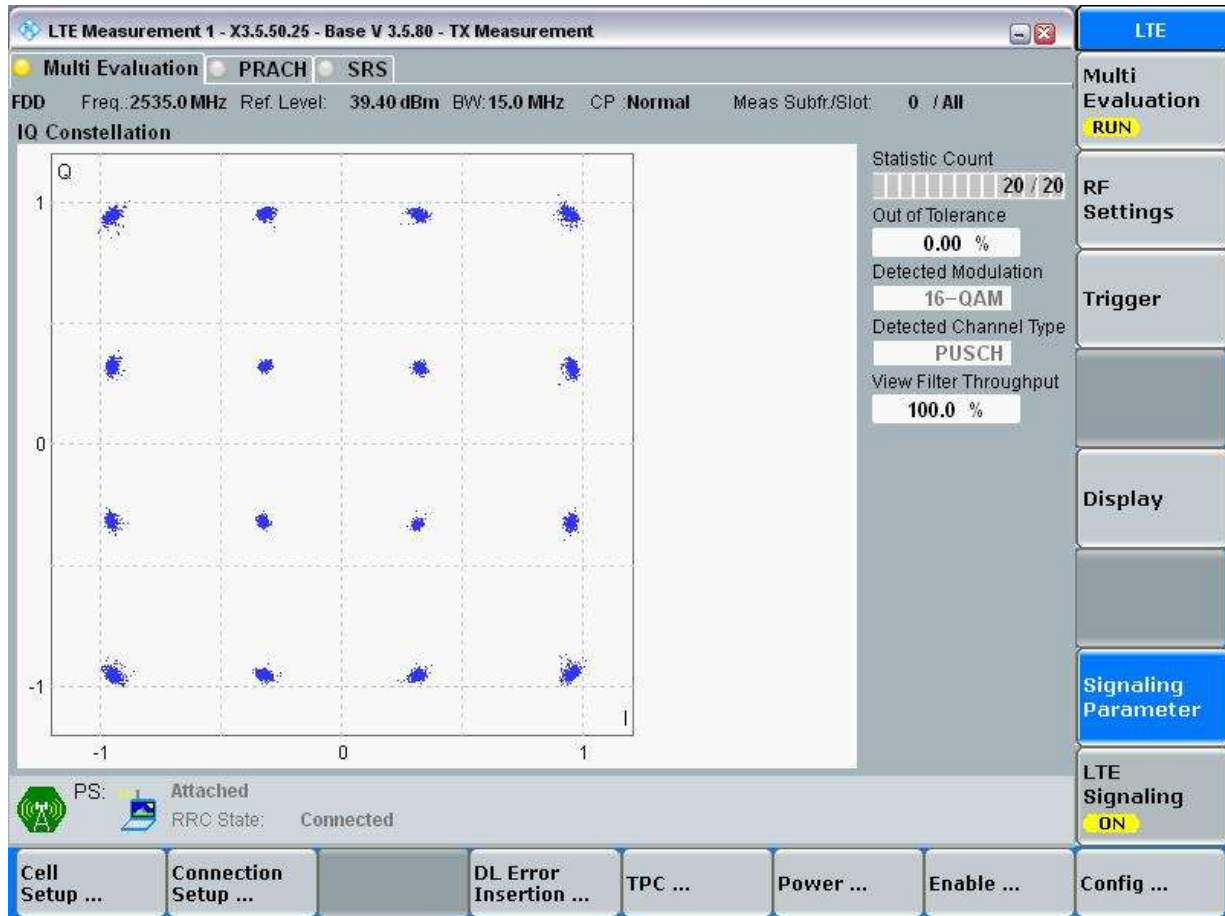 LTE Measurement 1 - X3.5.50.25 - Base V 3.5.80 - TX Measurement
LTE
Multi Evaluation PRACH SRS
FDD Freq.:2535.0 MHz Ref. Level: 39.40 dBm BW: 15.0 MHz CP :Normal Meas Subfr./Slot: 0 / All
IQ Constellation
Q
1
0
-1
I
-1 0 1
Statistic Count
20 / 20
Out of Tolerance
0.00 %
Detected Modulation
16-QAM
Detected Channel Type
PUSCH
View Filter Throughput
100.0 %
Multi
Evaluation
RUN
RF
Settings
Trigger
Display
Signaling
Parameter
LTE
Signaling
ON
PS: Attached
RRC State: Connected
Cell
Setup ...
Connection
Setup ...
DL Error
Insertion ...
TPC ...
Power ...
Enable ...
Config ...